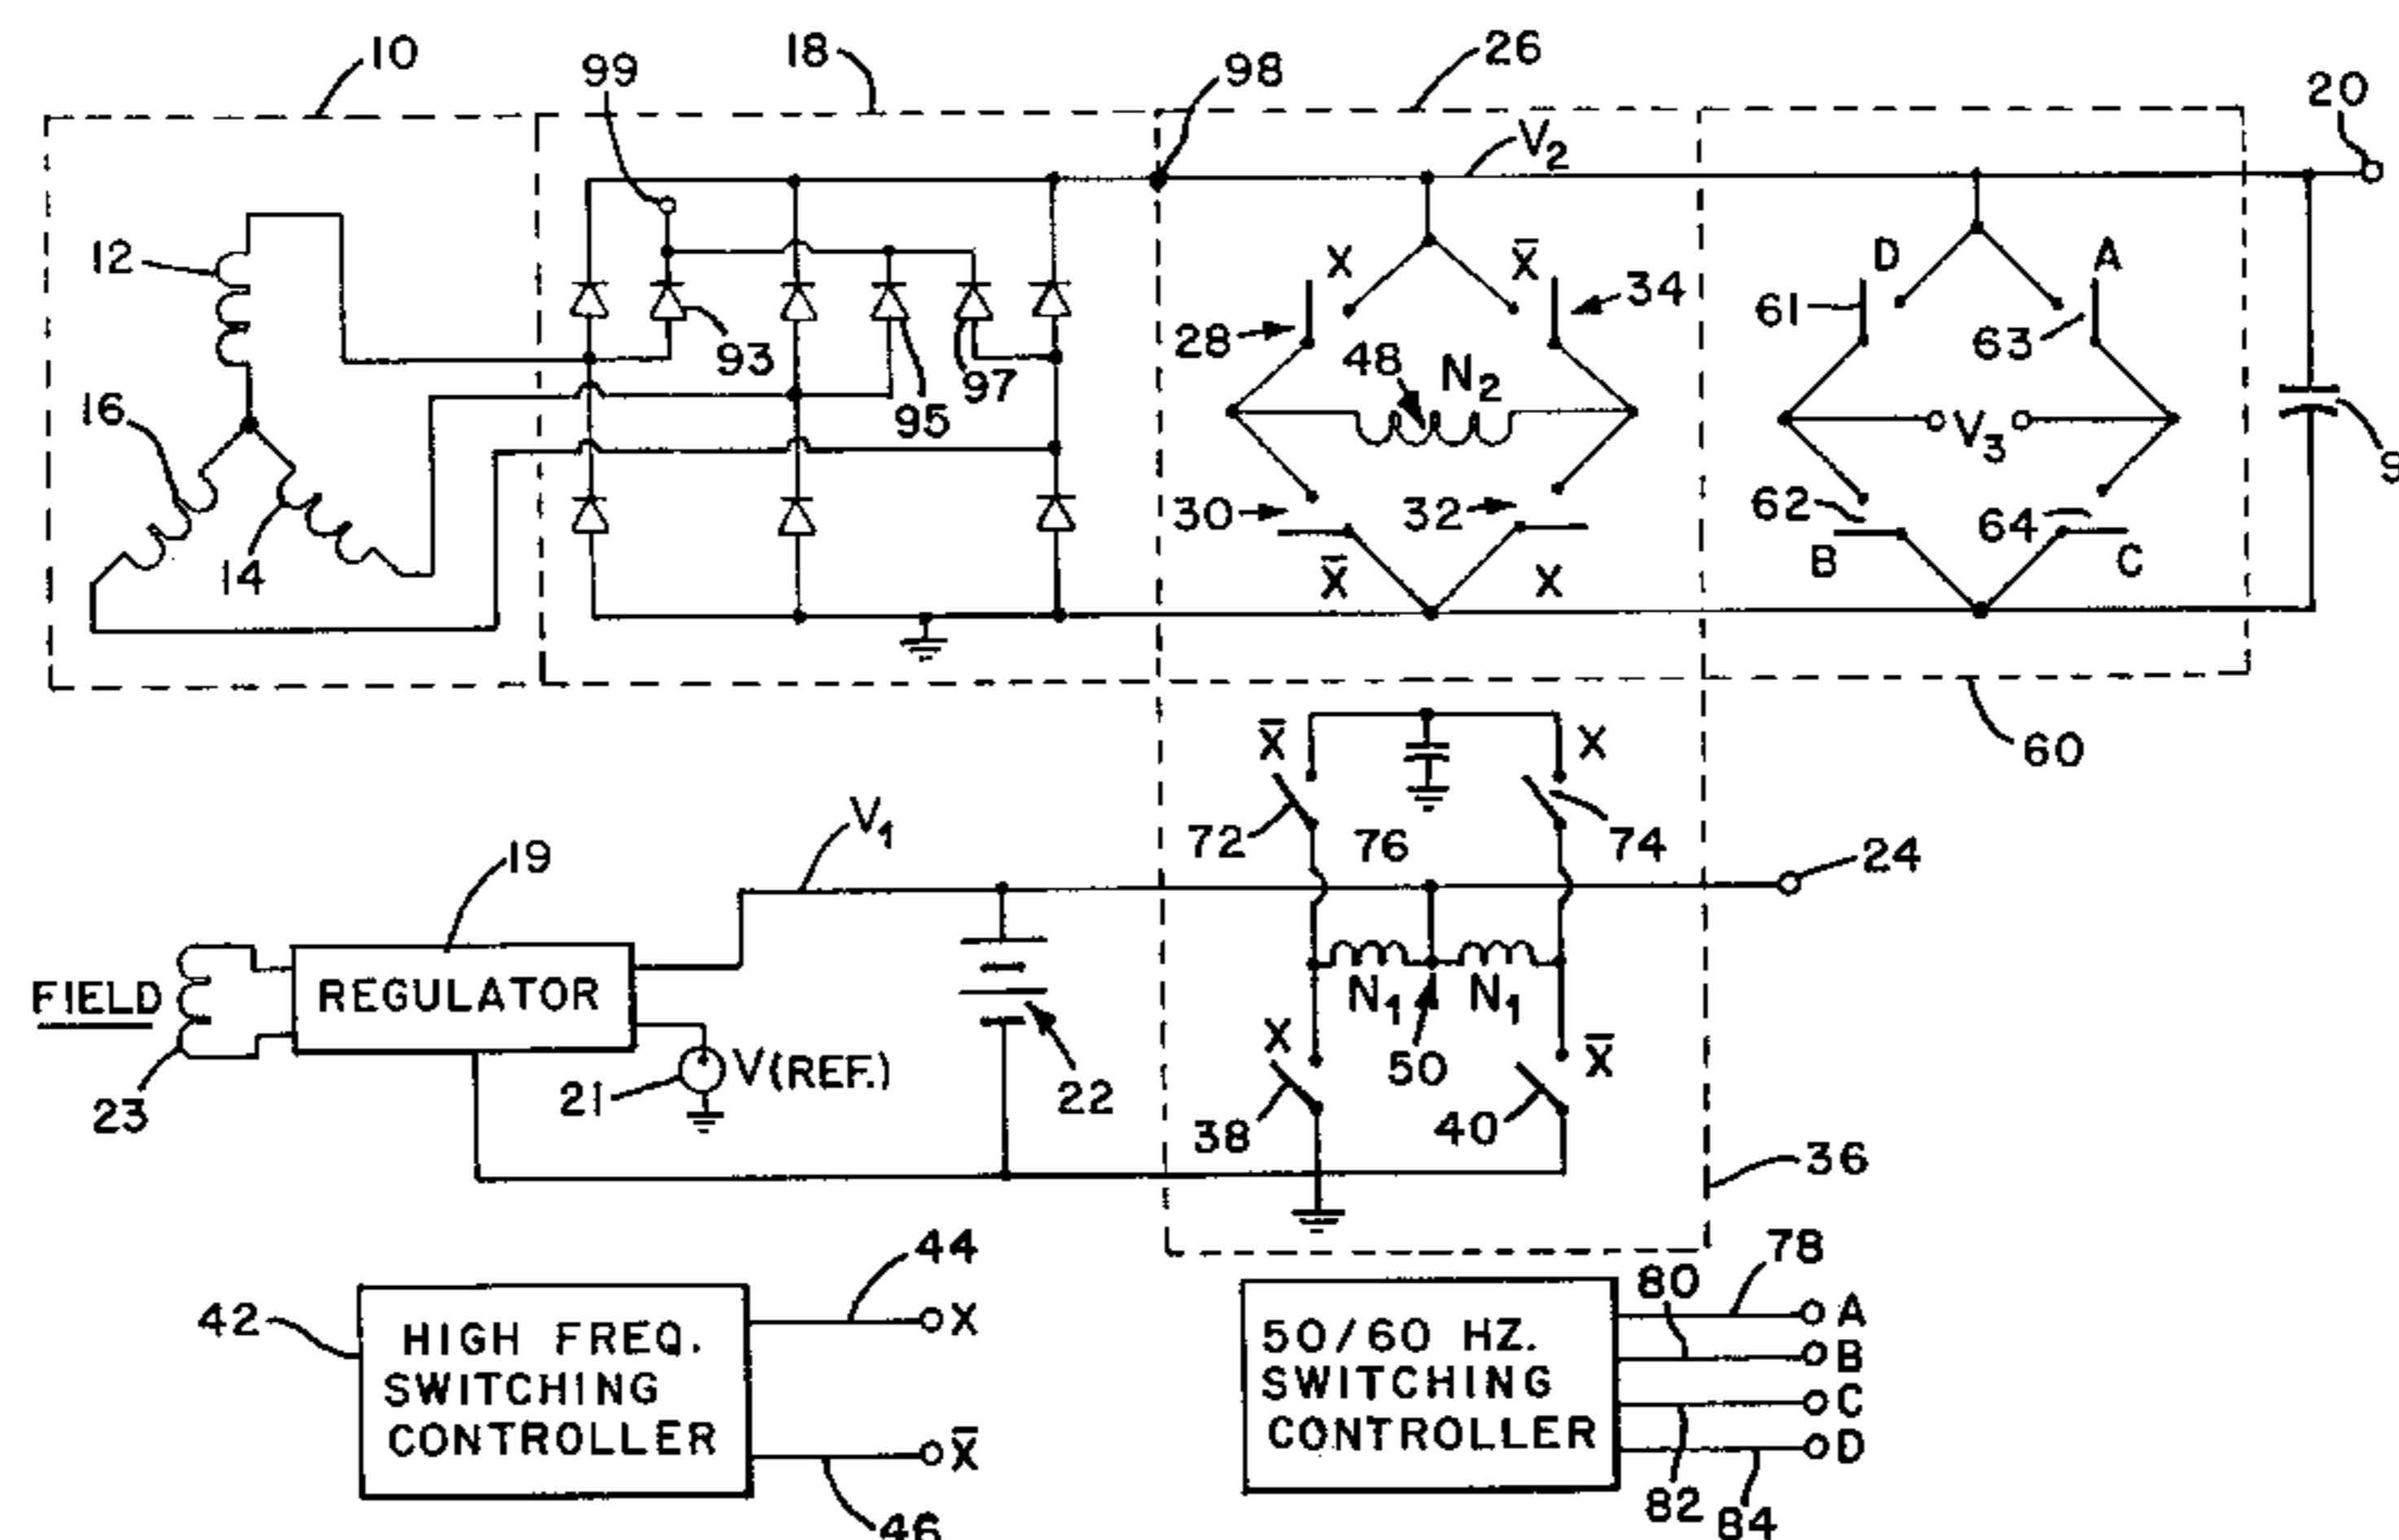 10
99
18
98
26
20
V2
12
X
X̅
34
D
A
61
63
28
48
N2
93
95
97
16
14
V3
9
30
32
62
64
X̅
X
B
C
60
X̅
X
72
76
74
V1
19
24
FIELD
REGULATOR
N1
N1
X
50
X̅
23
21
V(REF.)
22
38
40
36
44
78
80
42
HIGH FREQ.
SWITCHING
CONTROLLER
X
X̅
46
50/60 HZ.
SWITCHING
CONTROLLER
A
B
C
D
82
84